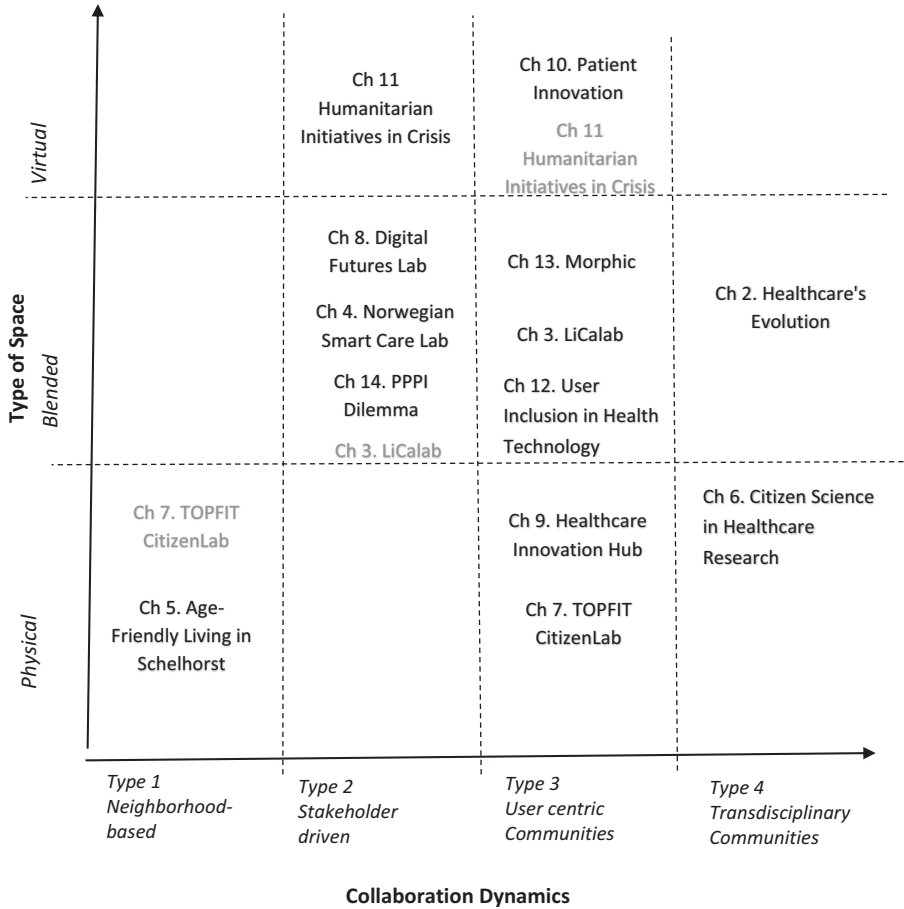 Type of Space
Virtual
Blended
Physical
Ch 11
Humanitarian
Initiatives in Crisis
Ch 10. Patient
Innovation
Ch 11
Humanitarian
Initiatives in Crisis
Ch 8. Digital
Futures Lab
Ch 4. Norwegian
Smart Care Lab
Ch 14. PPPI
Dilemma
Ch 3. LiCalab
Ch 13. Morphic
Ch 3. LiCalab
Ch 12. User
Inclusion in Health
Technology
Ch 2. Healthcare's
Evolution
Ch 7. TOPFIT
CitizenLab
Ch 5. Age-
Friendly Living in
Schelhorst
Ch 9. Healthcare
Innovation Hub
Ch 7. TOPFIT
CitizenLab
Ch 6. Citizen Science
in Healthcare
Research
Type 1
Neighborhood-
based
Type 2
Stakeholder
driven
Type 3
User centric
Communities
Type 4
Transdisciplinary
Communities
Collaboration Dynamics